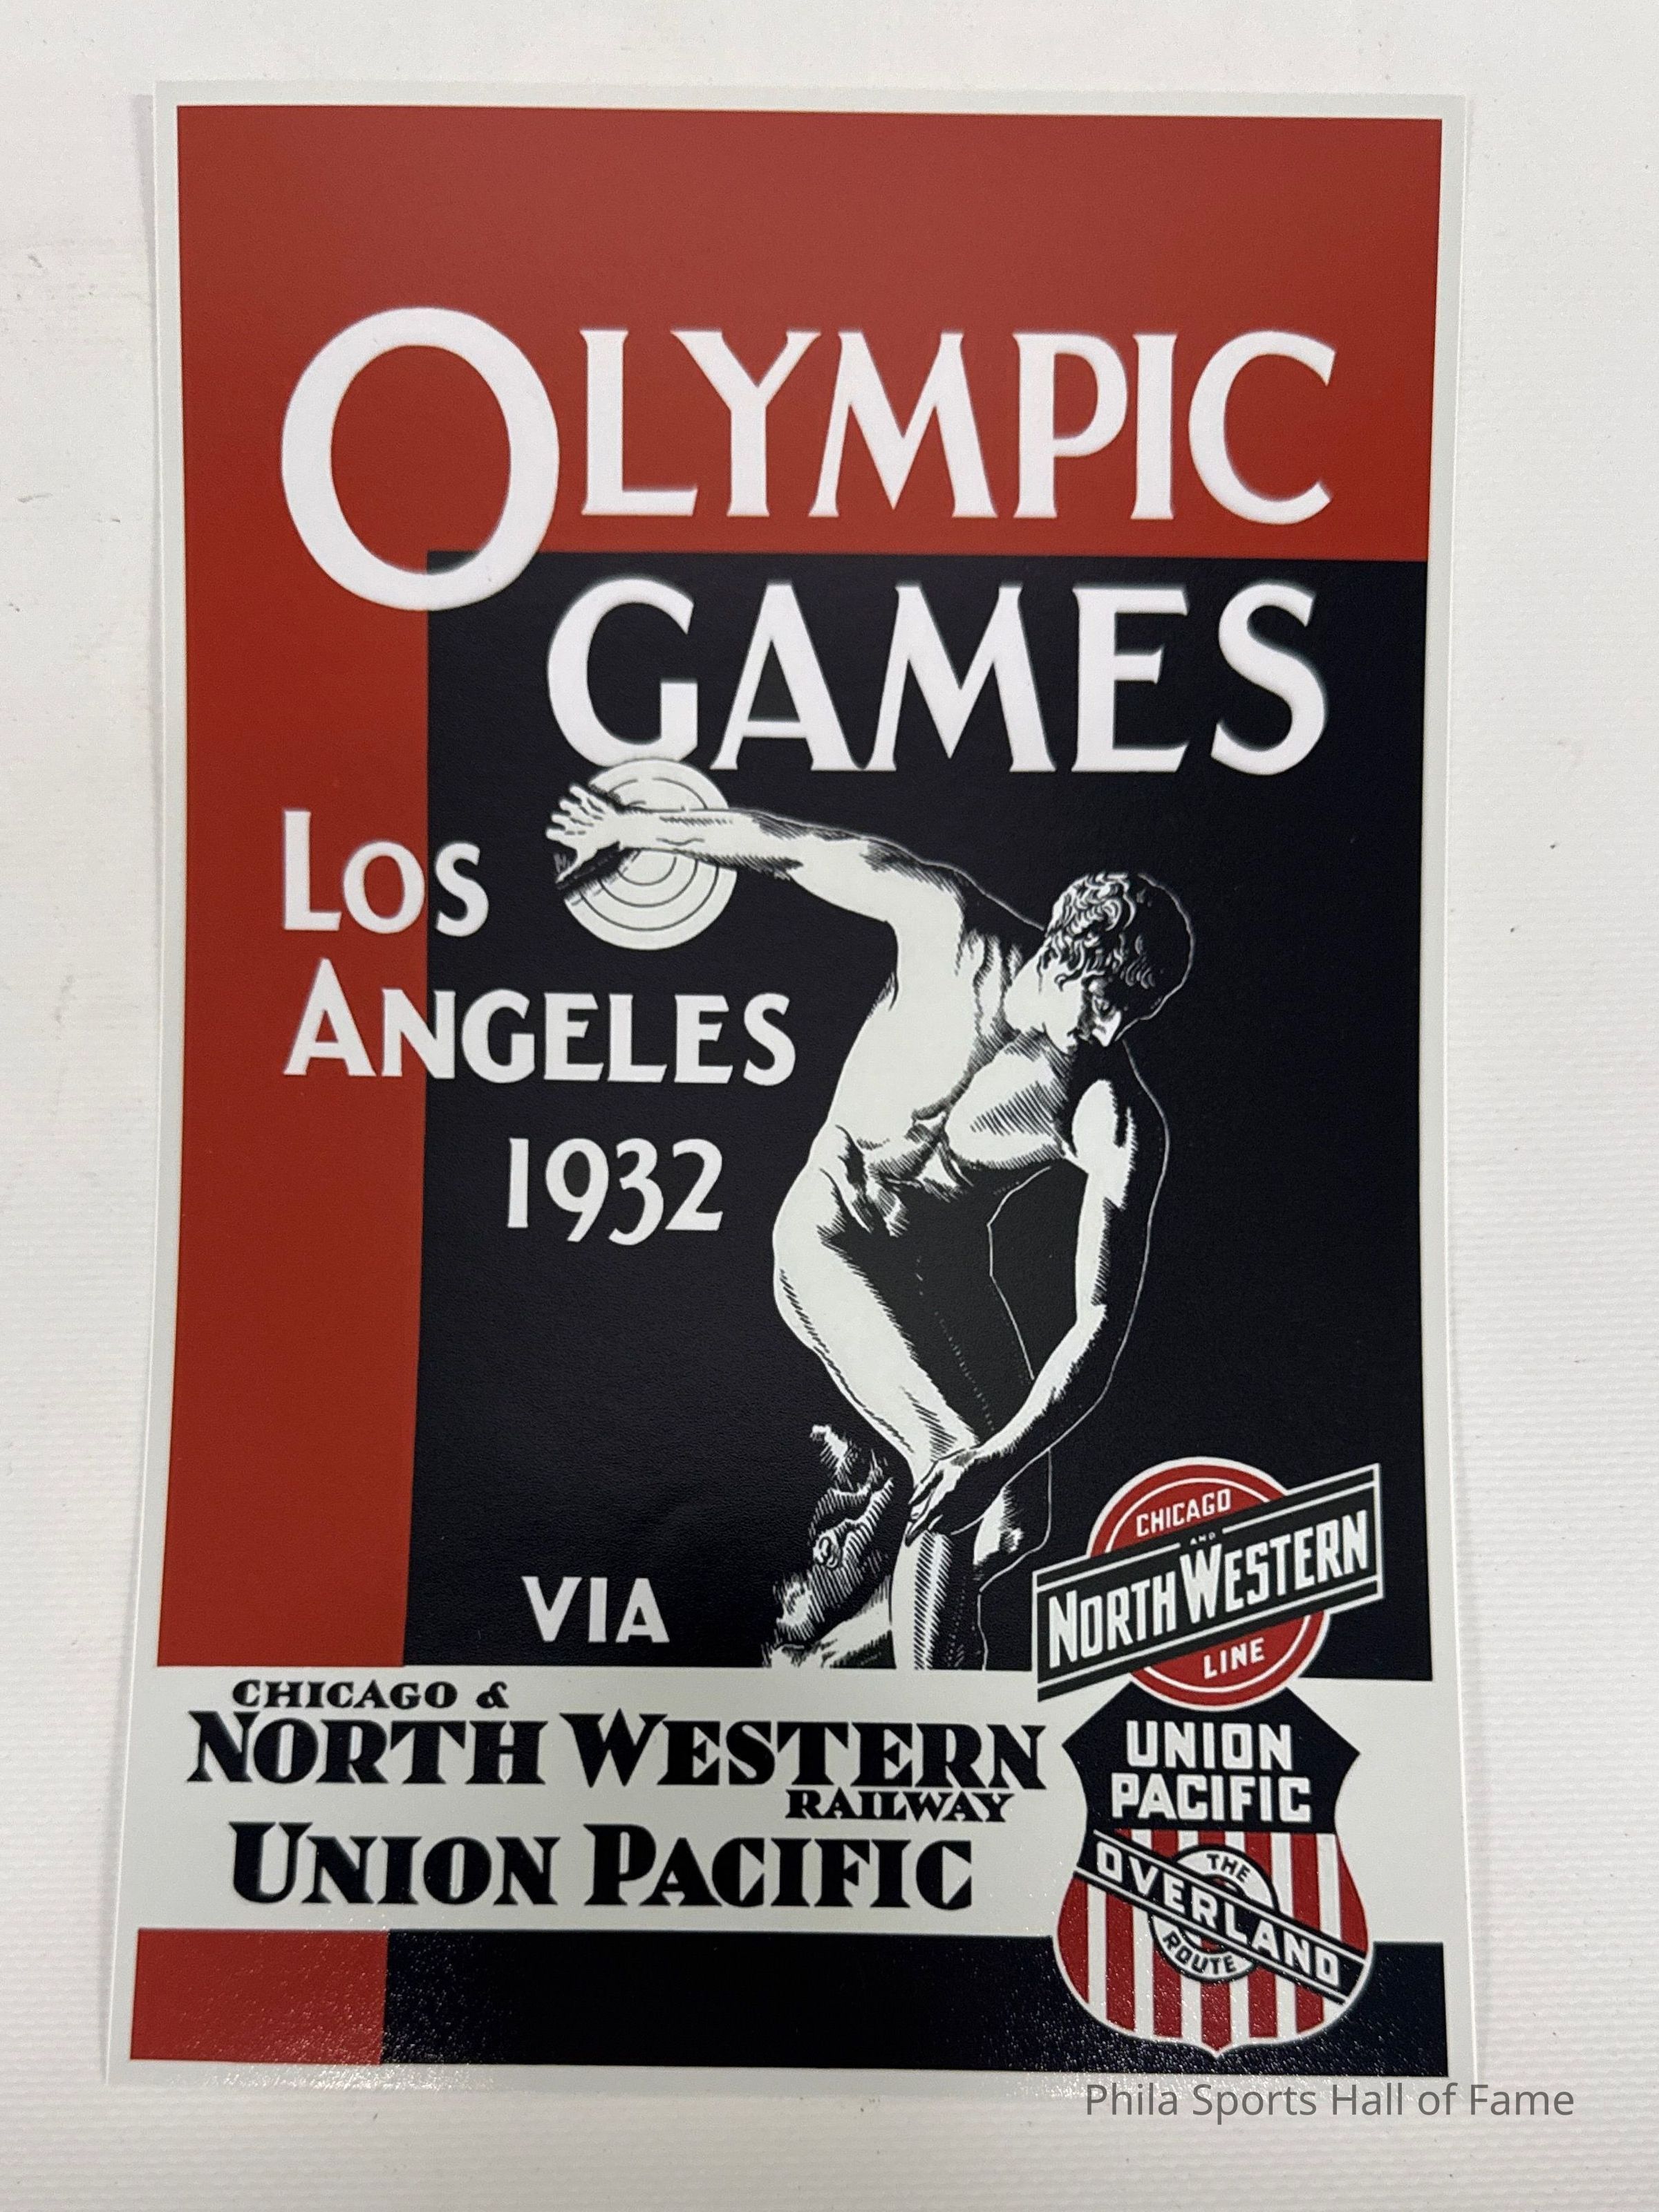 OLYMPIC
GAMES
LOS
ANGELES
1932
VIA
CHICAGO &
NORTH WESTERN
RAILWAY
UNION PACIFIC
CHICAGO
AND
NORTH WESTERN
LINE
UNION
PACIFIC
THE
OVERLAND
ROUTE
Phila Sports Hall of Fame